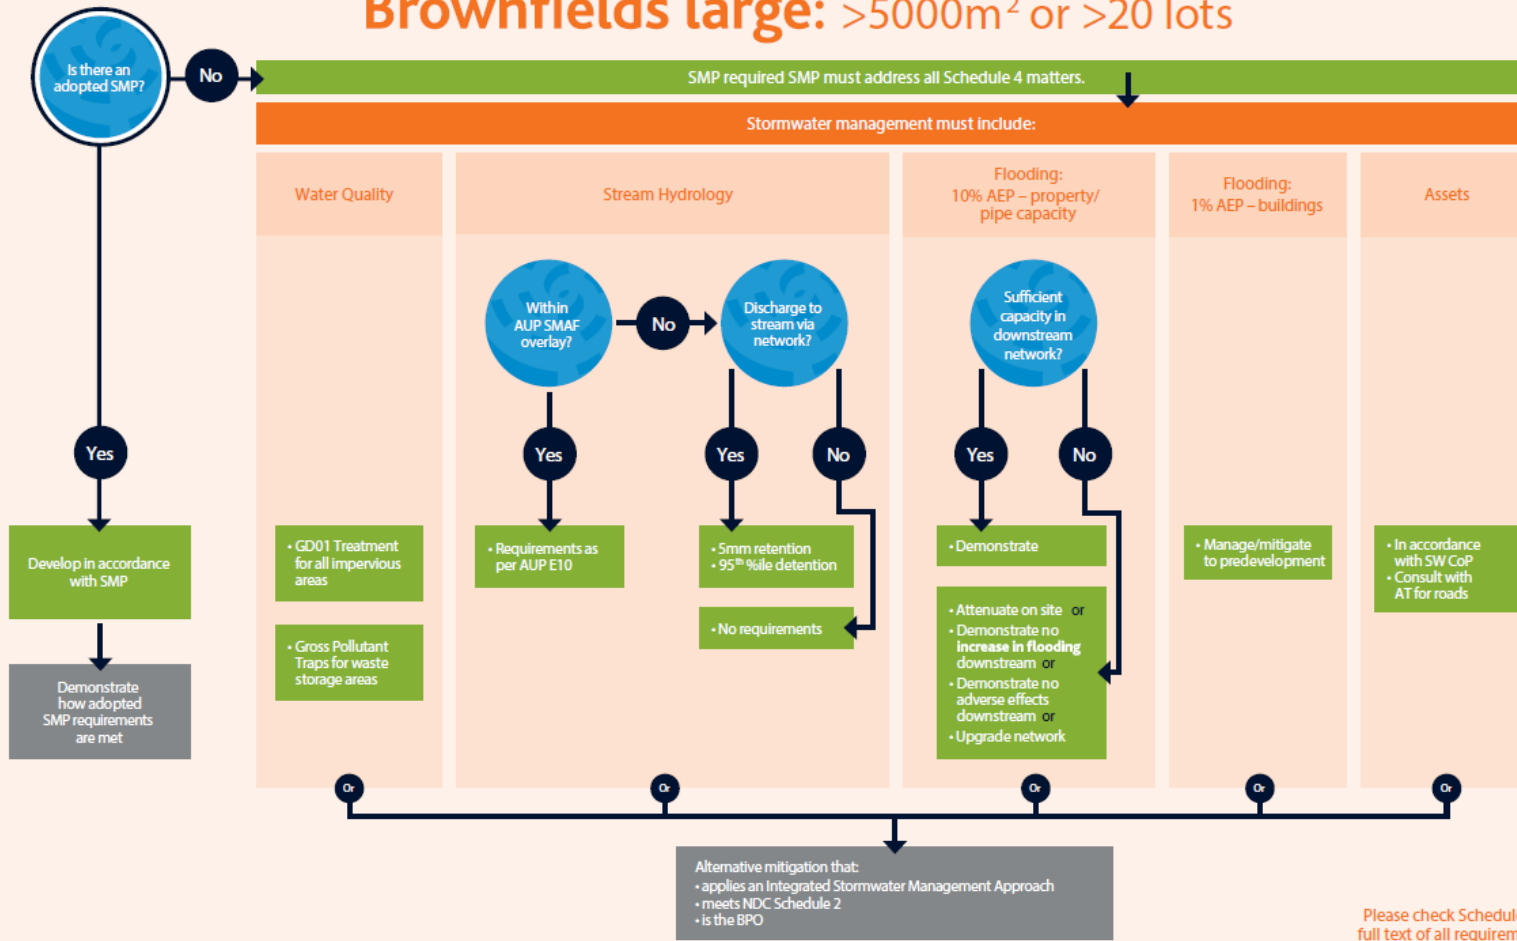 Brownfields large: >5000m² or >20 lots
Is there an
adopted SMP?
No
SMP required SMP must address all Schedule 4 matters.
Stormwater management must include:
Water Quality
Stream Hydrology
Flooding:
10% AEP – property/
pipe capacity
Flooding:
1% AEP – buildings
Assets
Within
AUP SMAF
overlay?
No
Discharge to
stream via
network?
Sufficient
capacity in
downstream
network?
Yes
Yes
Yes
No
Yes
No
Develop in accordance
with SMP
Demonstrate
how adopted
SMP requirements
are met
• GD01 Treatment
for all impervious
areas
• Gross Pollutant
Traps for waste
storage areas
• Requirements as
per AUP E10
• 5mm retention
• 95th %ile detention
• No requirements
• Demonstrate
• Attenuate on site or
• Demonstrate no
increase in flooding
downstream or
• Demonstrate no
adverse effects
downstream or
• Upgrade network
• Manage/mitigate
to predevelopment
• In accordance
with SW CoP
• Consult with
AT for roads
Or
Or
Or
Or
Or
Alternative mitigation that:
• applies an Integrated Stormwater Management Approach
• meets NDC Schedule 2
• is the BPO
Please check Schedul
full text of all requirem